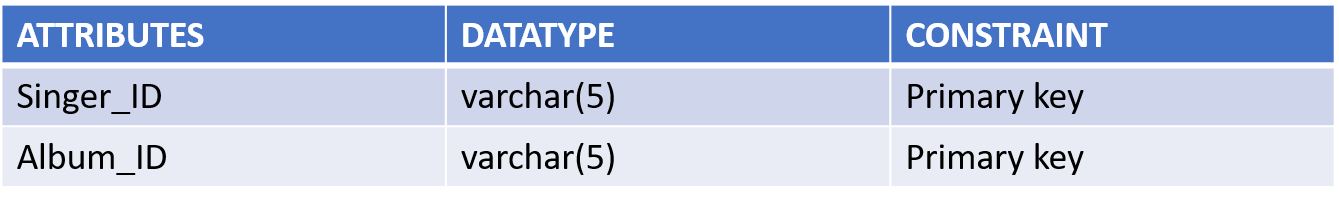 ATTRIBUTES DATATYPE CONSTRAINT
Singer_ID varchar(5) Primary key
Album_ID varchar(5) Primary key